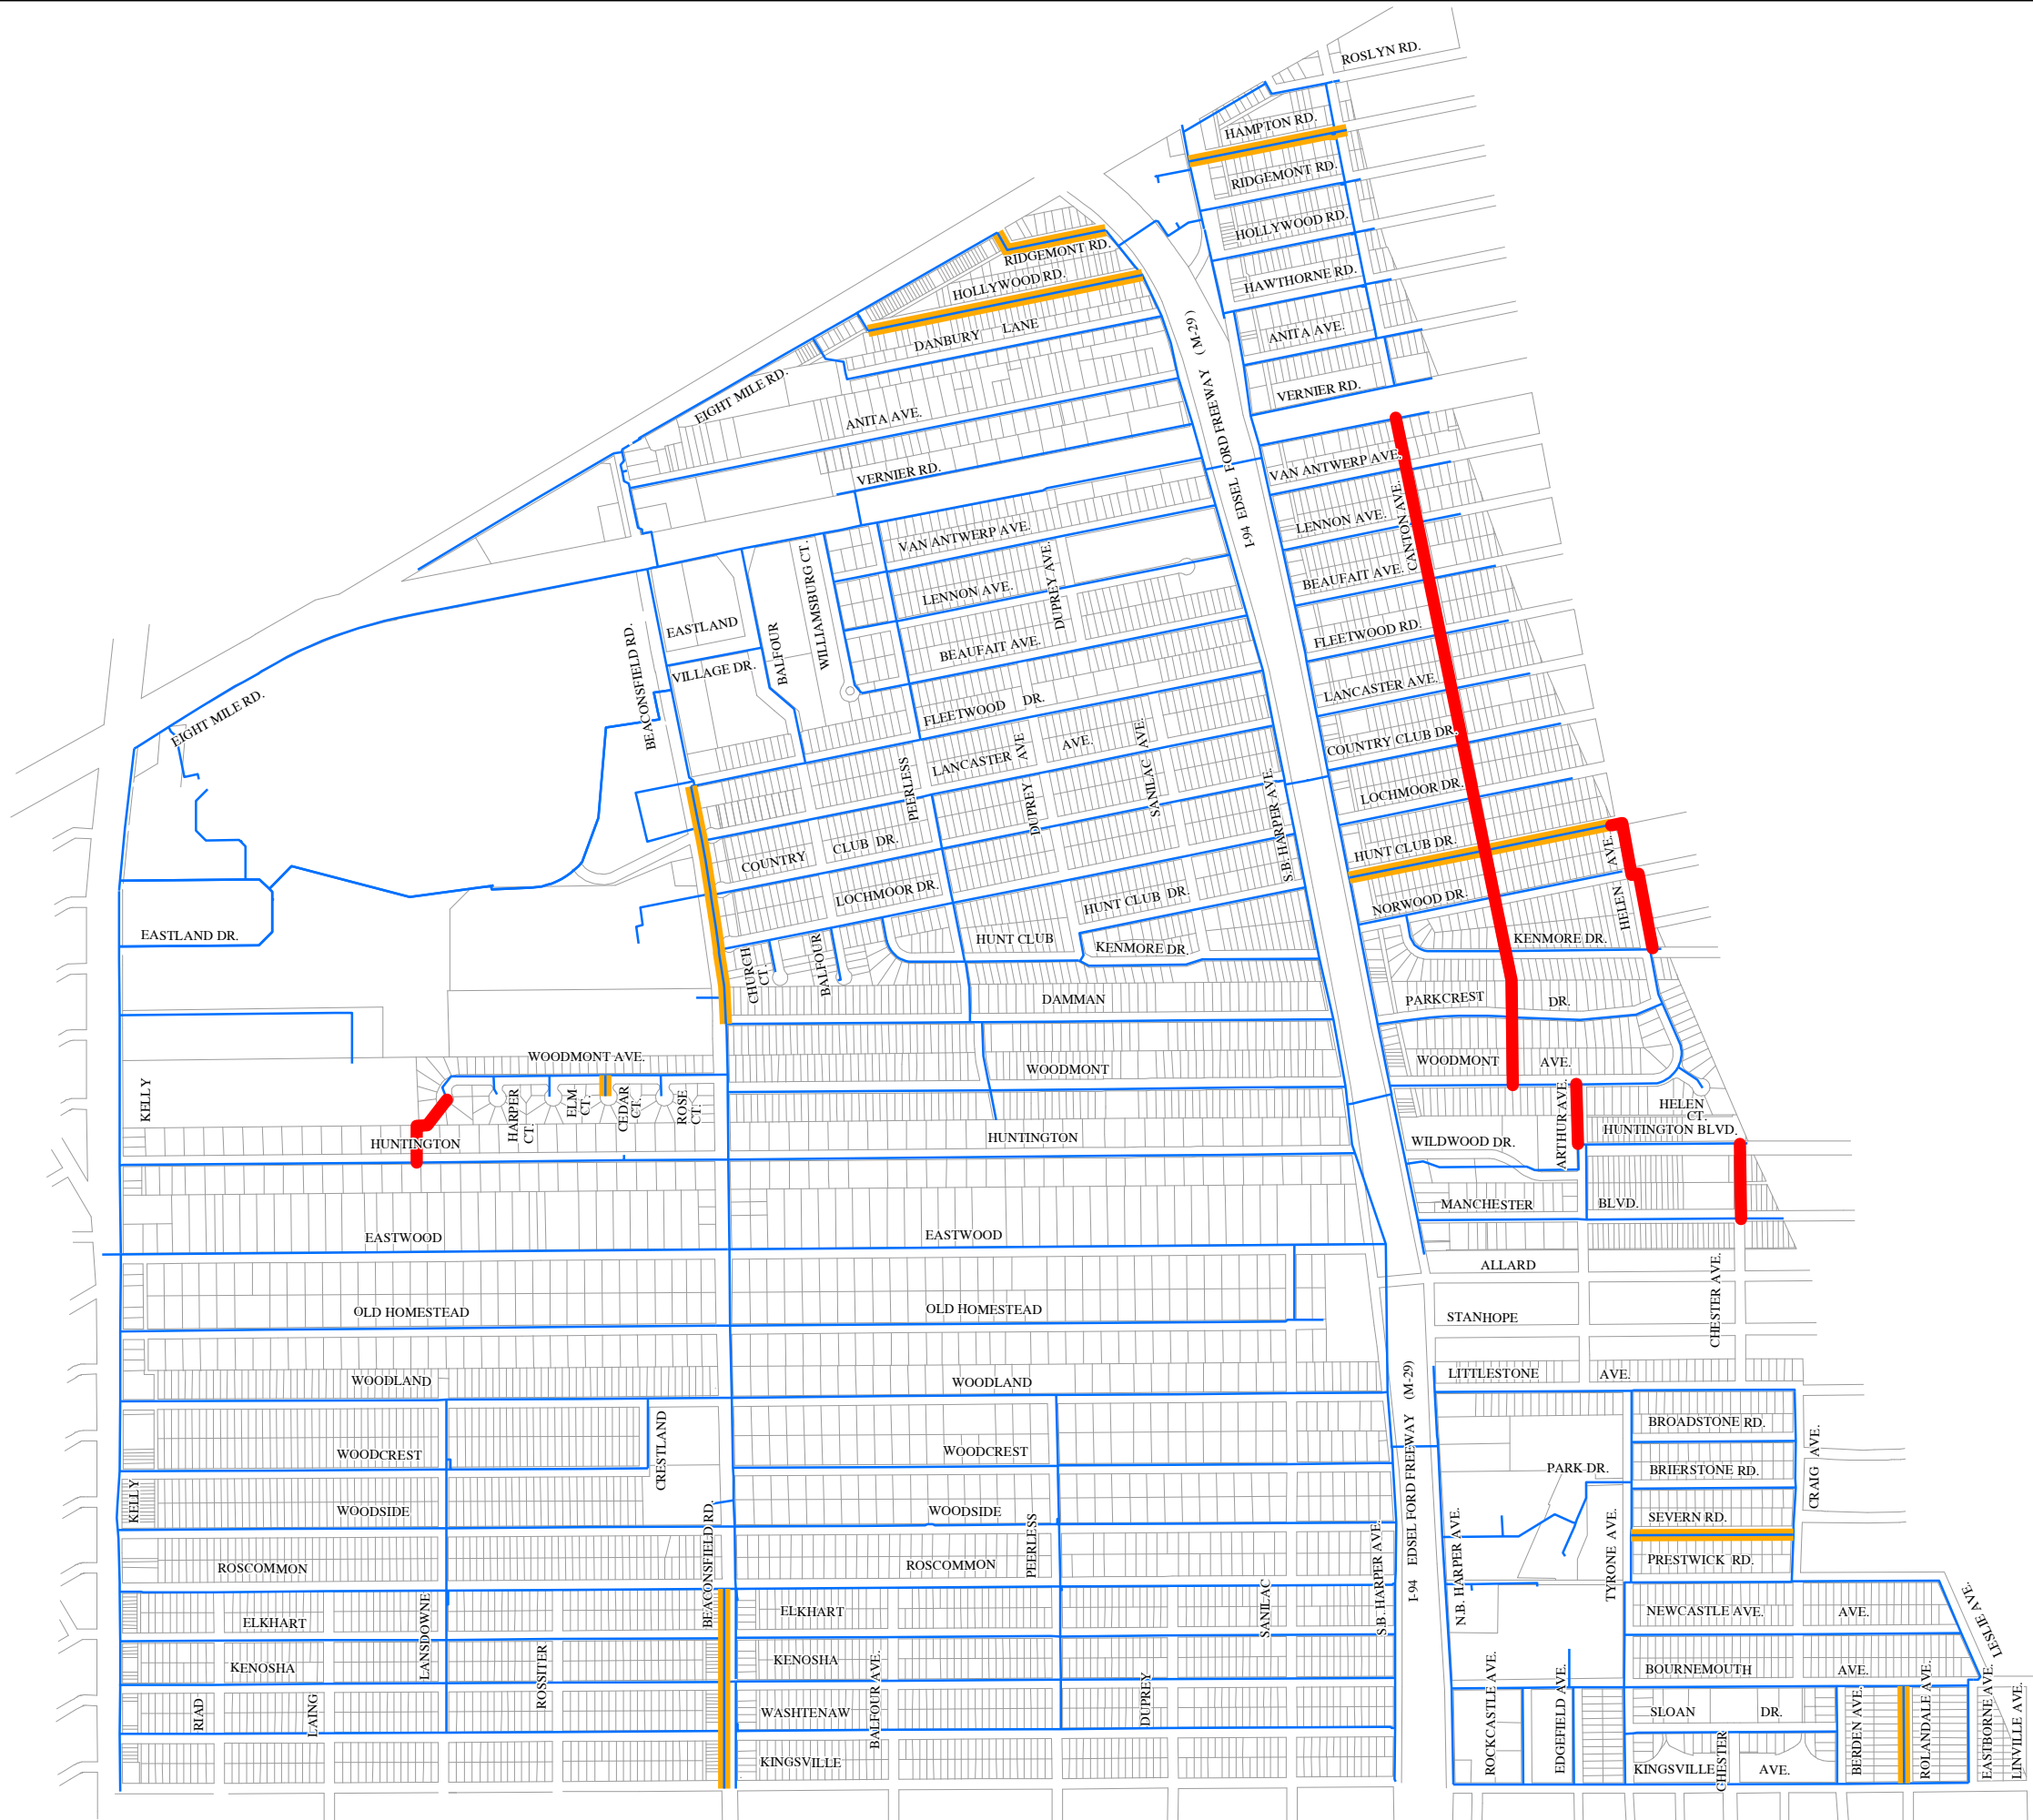 ROSLYN RD.
HAMPTON RD.
RIDGEMONT RD.
HOLLYWOOD RD.
HAWTHORNE RD.
ANITA AVE.
VERNIER RD.
RIDGEMONT RD.
HOLLYWOOD RD.
DANBURY LANE
EIGHT MILE RD.
ANITA AVE.
VERNIER RD.
I-94 EDSEL FORD FREEWAY (M-29)
VAN ANTWERP AVE.
LENNON AVE.
CANTON AVE.
BEAUFAIT AVE.
FLEETWOOD RD.
LANCASTER AVE.
COUNTRY CLUB DR.
LOCHMOOR DR.
HUNT CLUB DR.
NORWOOD DR.
HELEN AVE.
KENMORE DR.
PARKCREST DR.
WOODMONT AVE.
VAN ANTWERP AVE.
LENNON AVE.
DUPREY AVE.
BEAUFAIT AVE.
WILLIAMSBURG CT.
BALFOUR
EASTLAND
VILLAGE DR.
BEACONSFIELD RD.
FLEETWOOD DR.
LANCASTER AVE.
PEERLESS
AVE
DUPREY
SANILAC AVE.
S.B. HARPER AVE.
COUNTRY CLUB DR.
LOCHMOOR DR.
HUNT CLUB DR.
HUNT CLUB
KENMORE DR.
CHURCH
CT.
BALFOUR
DAMMAN
EIGHT MILE RD.
EASTLAND DR.
KELLY
WOODMONT AVE.
HARPER
CT.
ELM
CT.
CEDAR
CT.
ROSE
CT.
WOODMONT
HUNTINGTON
HUNTINGTON
ARTHUR AVE.
HELEN
CT.
HUNTINGTON BLVD.
WILDWOOD DR.
MANCHESTER BLVD.
EASTWOOD
EASTWOOD
ALLARD
OLD HOMESTEAD
OLD HOMESTEAD
STANHOPE
CHESTER AVE.
LITTLESTONE AVE.
WOODLAND
WOODLAND
I-94 EDSEL FORD FREEWAY (M-29)
BROADSTONE RD.
CRAIG AVE.
WOODCREST
CRESTLAND
WOODCREST
PARK DR.
BRIERSTONE RD.
KELLY
WOODSIDE
BEACONSFIELD RD.
WOODSIDE
PEERLESS
S.B. HARPER AVE.
N.B. HARPER AVE.
TYRONE AVE.
SEVERN RD.
PRESTWICK RD.
ROSCOMMON
ROSCOMMON
ELKHART
LANSDOWNE
ELKHART
SANILAC
NEWCASTLE AVE. AVE.
LESLIE AVE.
KENOSHA
ROSSITER
KENOSHA
BALFOUR AVE.
BOURNEMOUTH AVE.
RIAD
LAING
WASHTENAW
DUPREY
ROCKCASTLE AVE.
EDGEFIELD AVE.
SLOAN DR.
BERDEN AVE.
ROLANDALE AVE.
EASTBORNE AVE.
LINVILLE AVE.
KINGSVILLE
KINGSVILLE AVE.
CHESTER